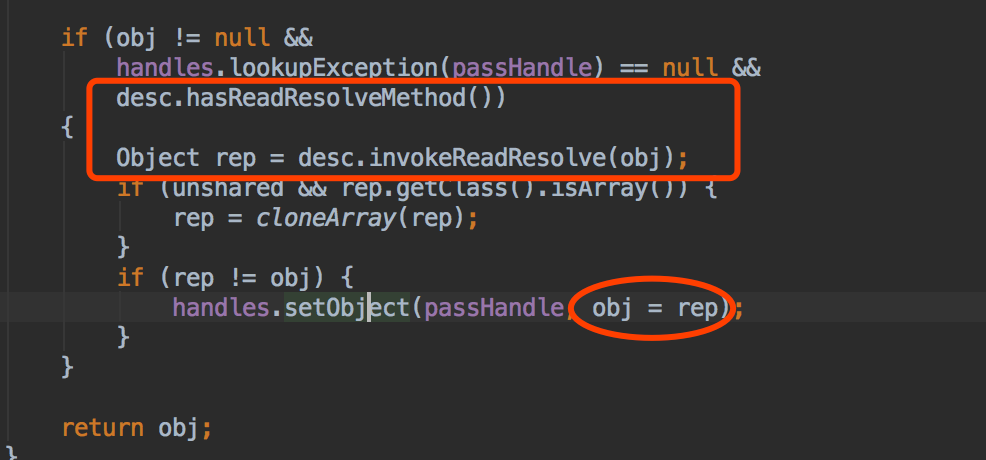 if (obj != null &&
handles.lookupException(passHandle) == null &&
desc.hasReadResolveMethod())
{
Object rep = desc.invokeReadResolve(obj);
if (unshared && rep.getClass().isArray()) {
rep = cloneArray(rep);
}
if (rep != obj) {
handles.setObject(passHandle, obj = rep);
}
}
return obj;
}